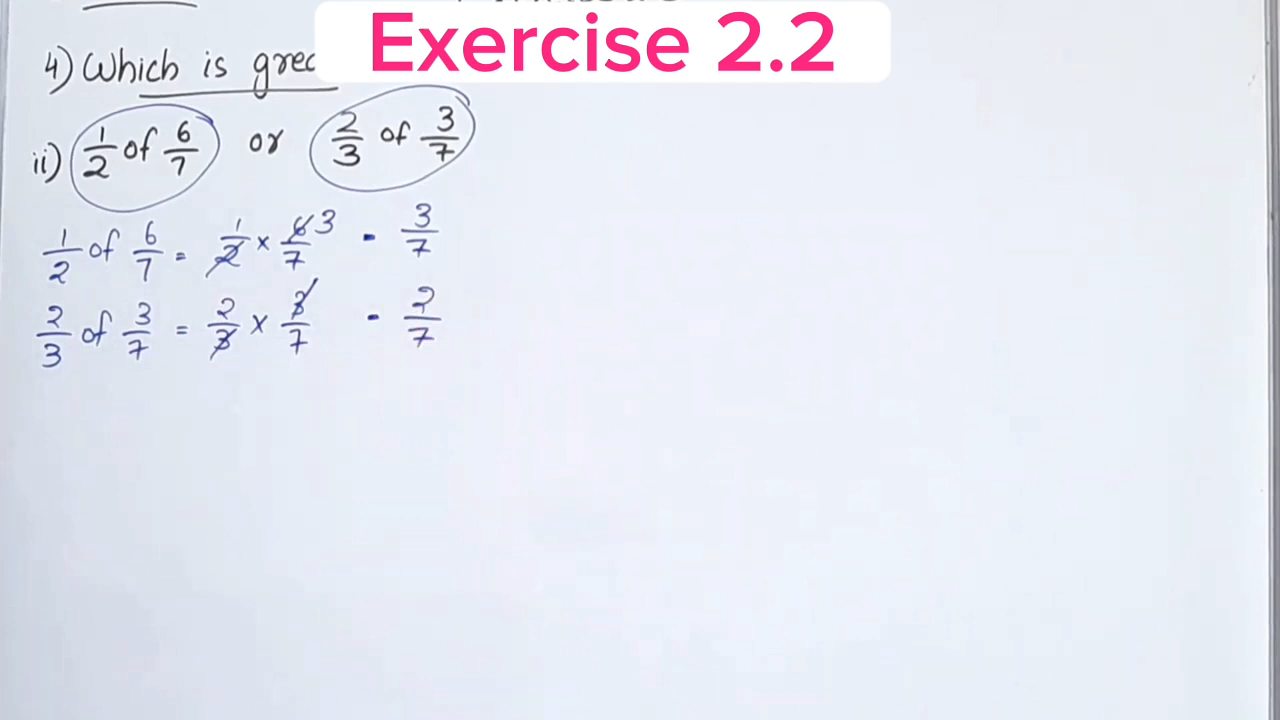 Exercise 2.2
4) Which is grea
ii) 1/2 of 6/7 or 2/3 of 3/7
1/2 of 6/7 = 1/2 × 6/7 3 - 3/7
2/3 of 3/7 = 2/3 × 3/7 - 2/7